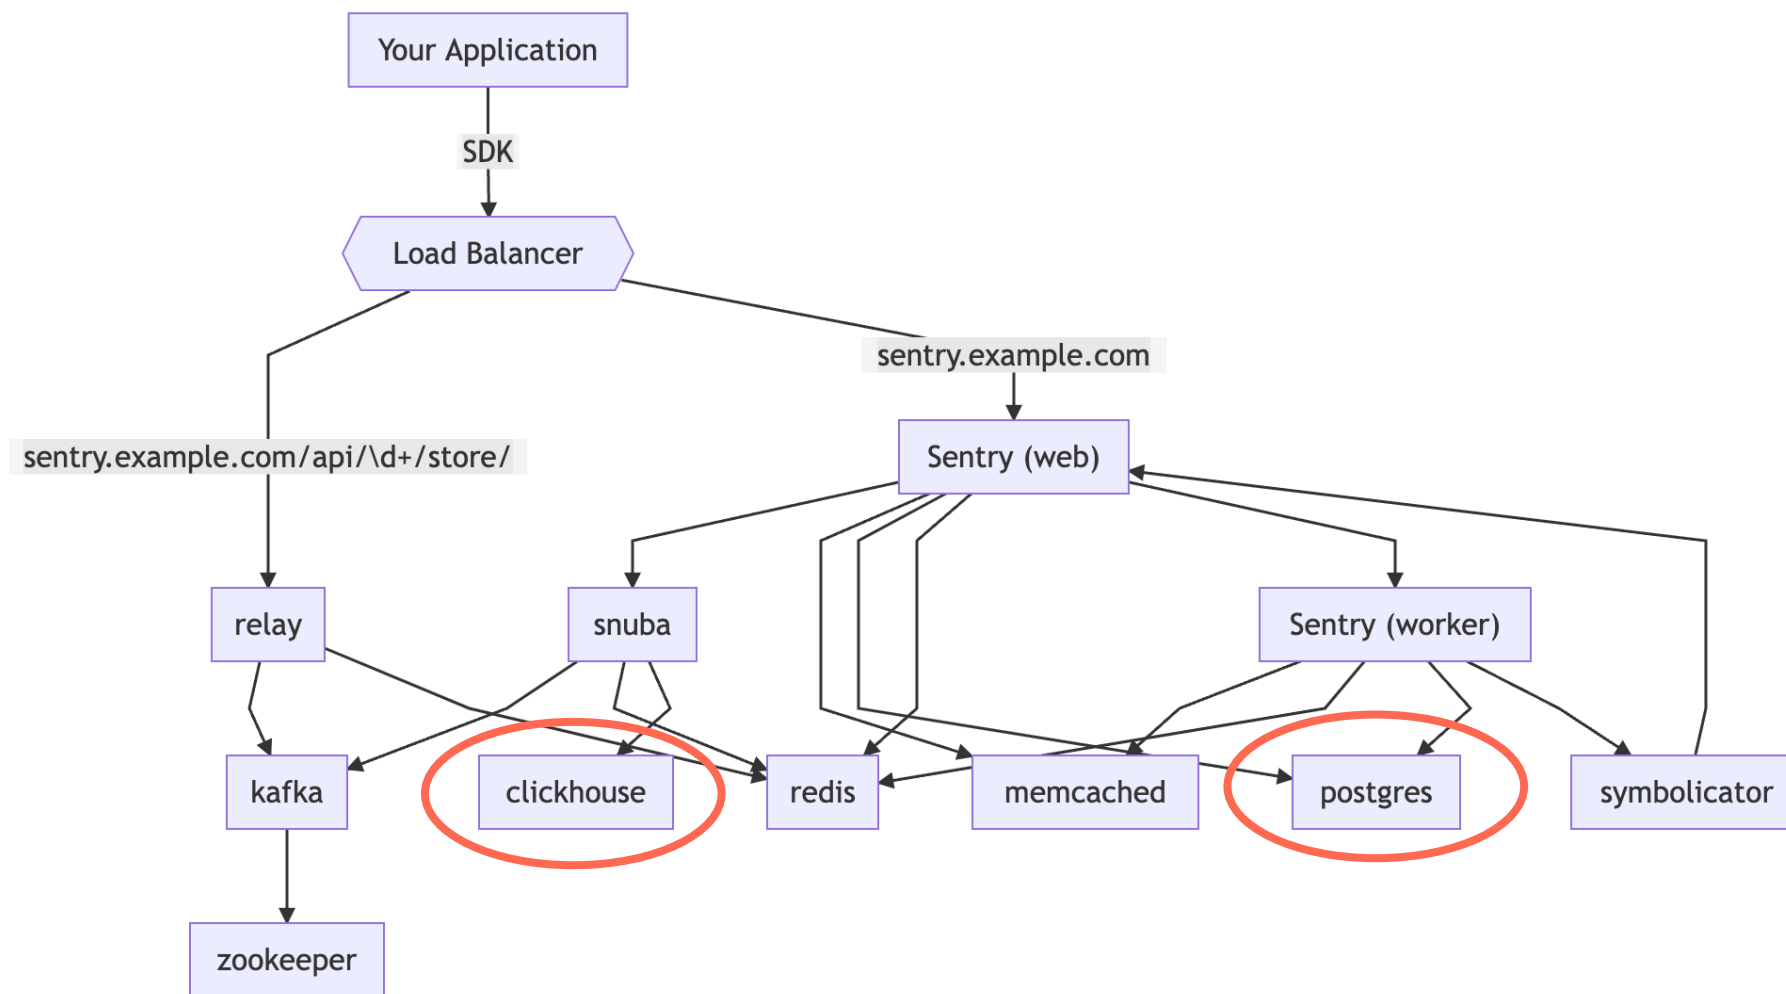 Your Application
SDK
Load Balancer
sentry.example.com
sentry.example.com/api/\d+/store/
Sentry (web)
relay
snuba
Sentry (worker)
kafka
clickhouse
redis
memcached
postgres
symbolicator
zookeeper